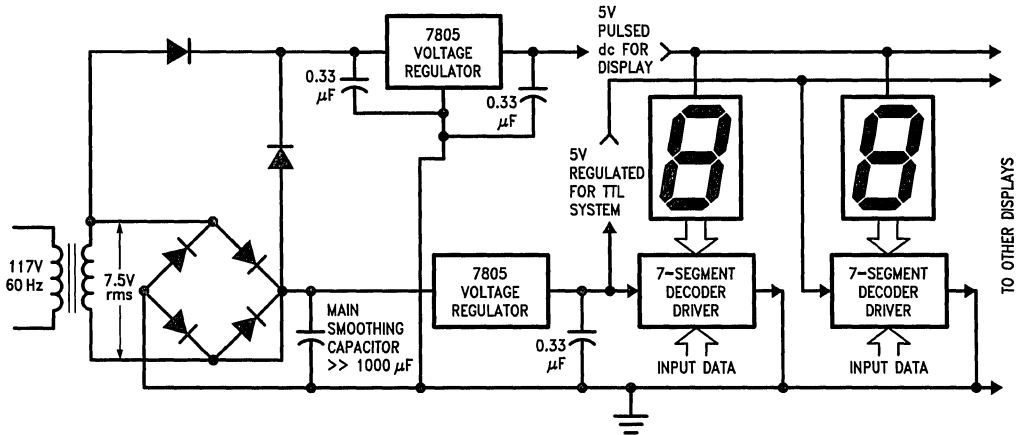 7805
VOLTAGE
REGULATOR
5V
PULSED
dc FOR
DISPLAY
0.33
μF
0.33
μF
5V
REGULATED
FOR TTL
SYSTEM
TO OTHER DISPLAYS
117V
60 Hz
7.5V
rms
7805
VOLTAGE
REGULATOR
7-SEGMENT
DECODER
DRIVER
7-SEGMENT
DECODER
DRIVER
MAIN
SMOOTHING
CAPACITOR
>> 1000 μF
0.33
μF
INPUT DATA
INPUT DATA